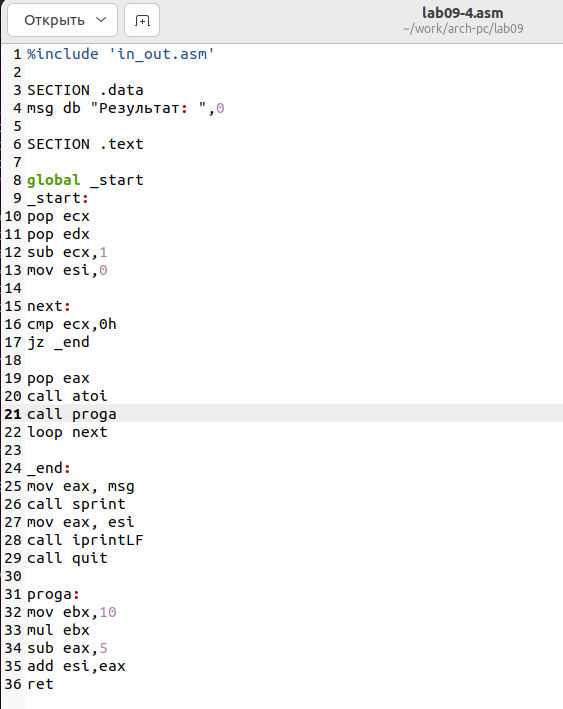 Открыть
lab09-4.asm
~/work/arch-pc/lab09
1 %include 'in_out.asm'
2
3 SECTION .data
4 msg db "Результат: ",0
5
6 SECTION .text
7
8 global _start
9 _start:
10 pop ecx
11 pop edx
12 sub ecx,1
13 mov esi,0
14
15 next:
16 cmp ecx,0h
17 jz _end
18
19 pop eax
20 call atoi
21 call proga
22 loop next
23
24 _end:
25 mov eax, msg
26 call sprint
27 mov eax, esi
28 call iprintLF
29 call quit
30
31 proga:
32 mov ebx,10
33 mul ebx
34 sub eax,5
35 add esi,eax
36 ret